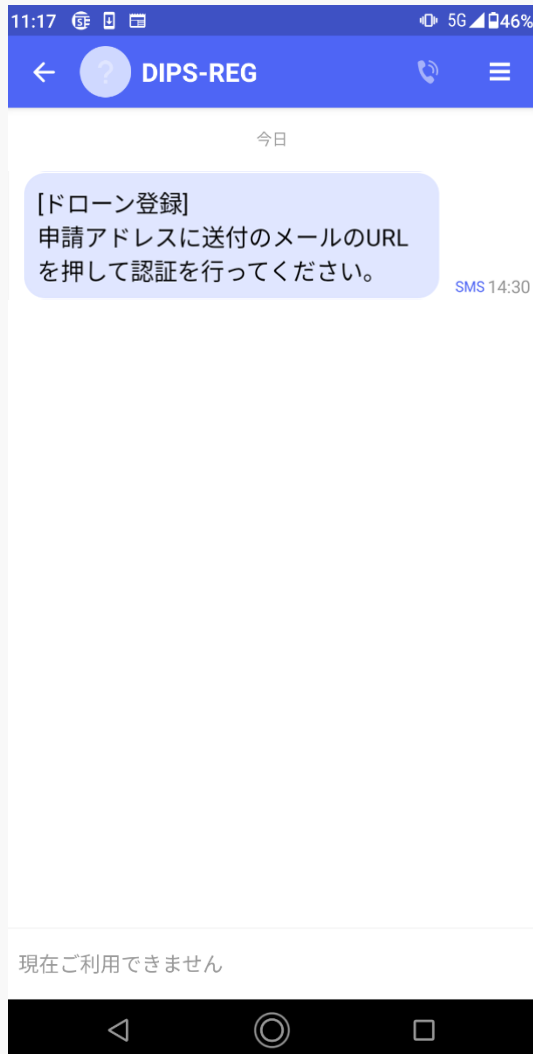 11:17 5G 46%
DIPS-REG
今日
[ドローン登録]
申請アドレスに送付のメールのURL
を押して認証を行ってください。
SMS 14:30
現在ご利用できません